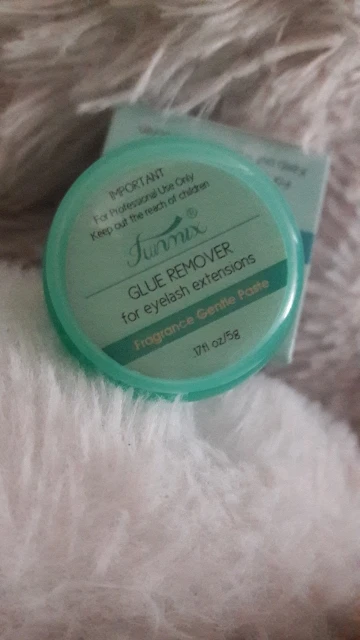 IMPORTANT
For Professional Use Only
Keep out the reach of children
Funmix®
GLUE REMOVER
for eyelash extensions
Fragrance Gentle Paste
.17fl oz/5g